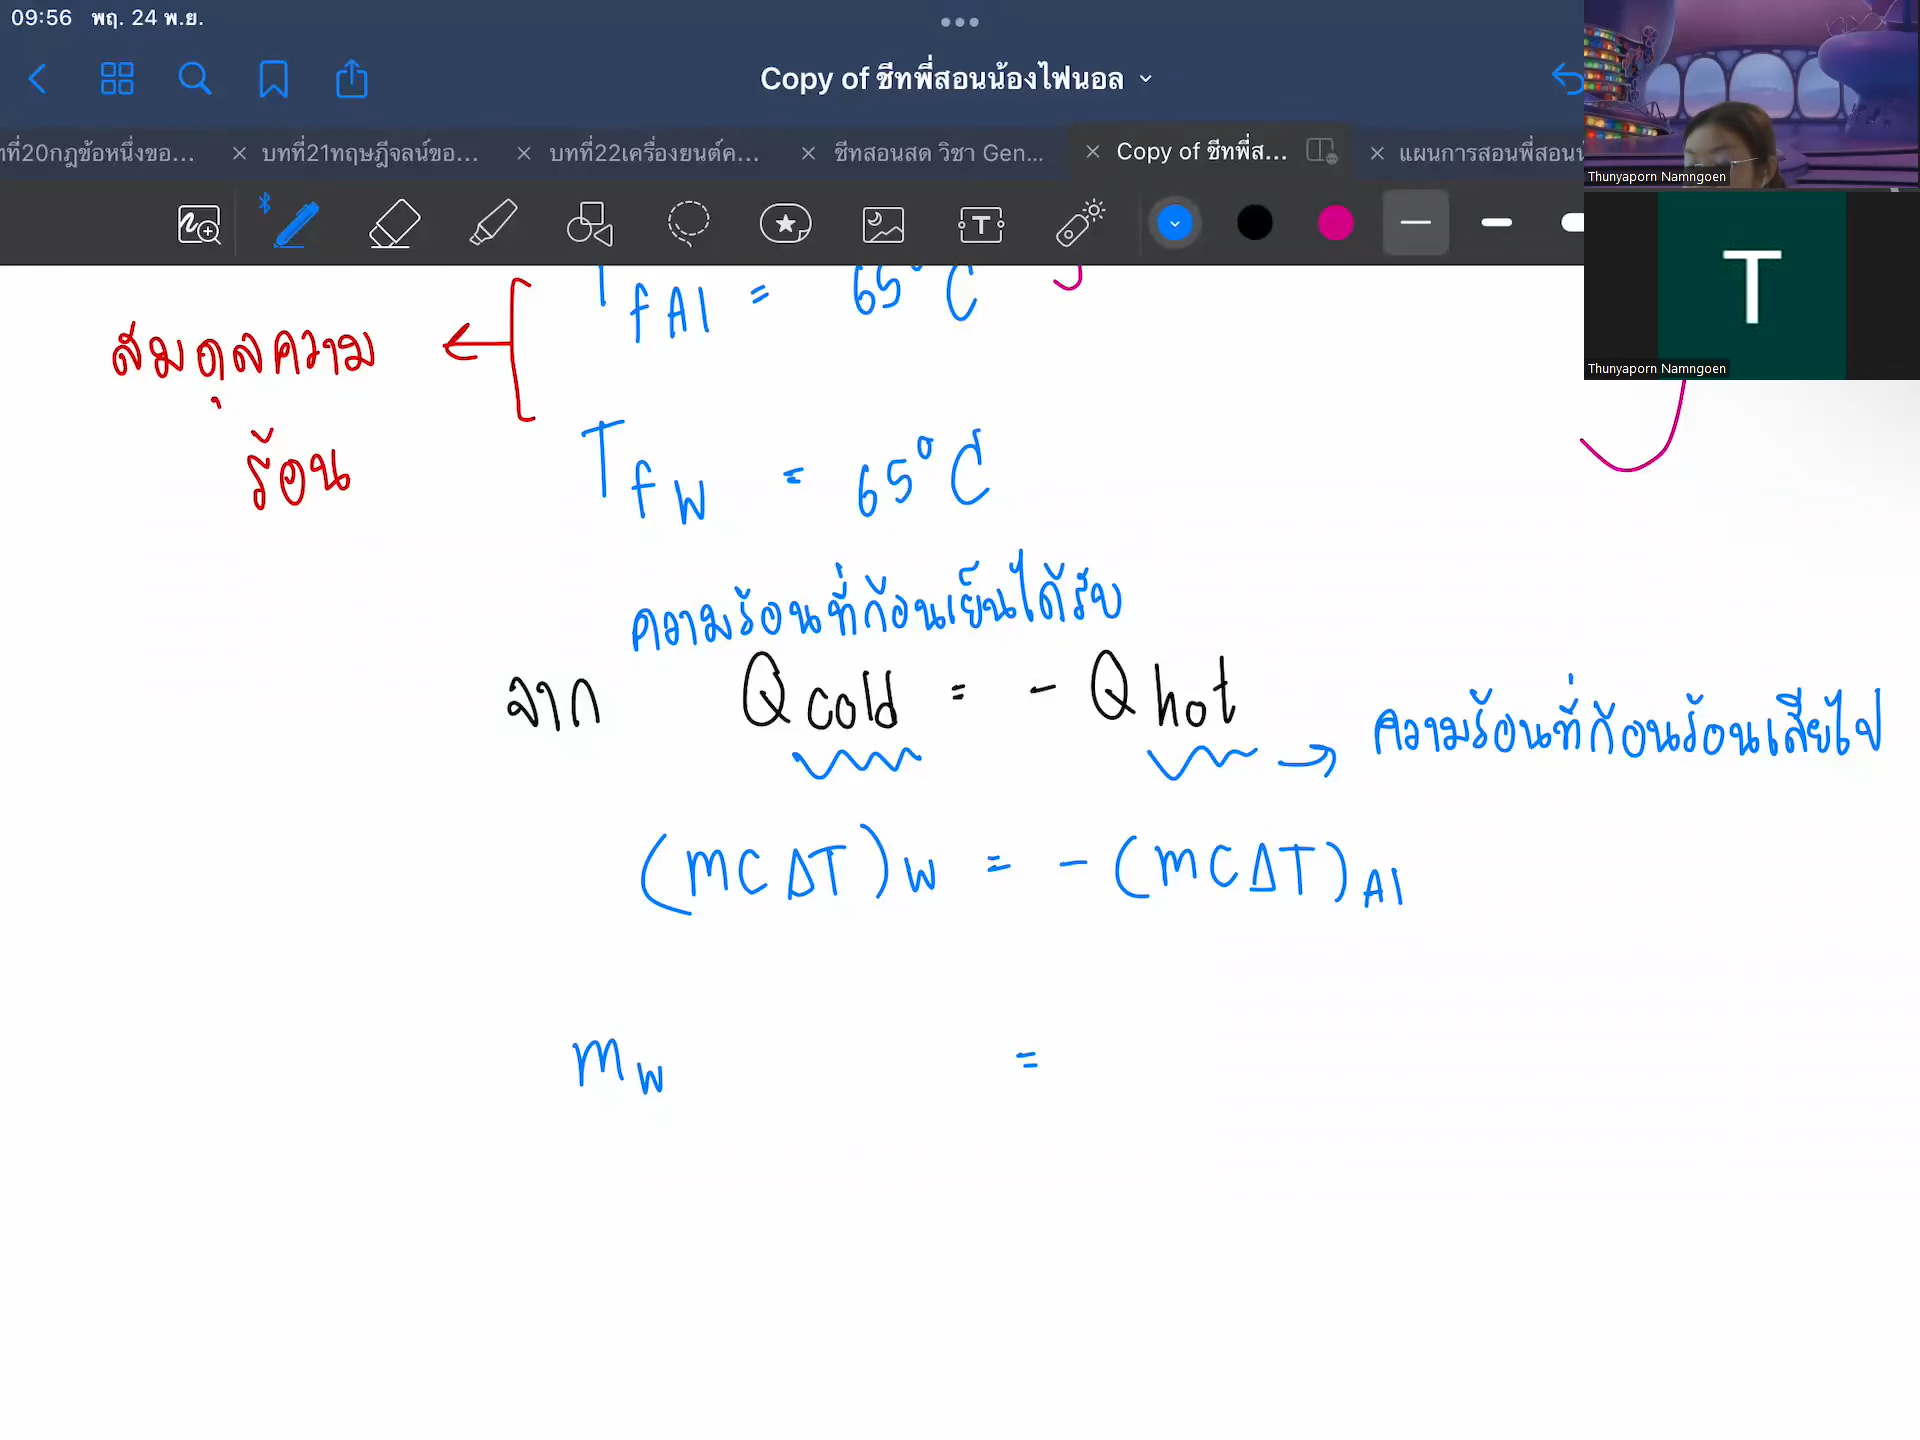 09:56 พฤ. 24 พ.ย.
Copy of ชีทพี่สอนน้องไฟนอล
ที่20กฎข้อหนึ่งขอ...
บทที่21ทฤษฎีจลน์ขอ...
บทที่22เครื่องยนต์ค...
ชีทสอนสด วิชา Gen...
Copy of ชีทพี่ส...
แผนการสอนพี่สอน
Thunyaporn Namngoen
T
Thunyaporn Namngoen
T fAl = 65°C
สมดุลความ
ร้อน
T fW = 65°C
ความร้อนที่ก้อนเย็นได้รับ
จาก Qcold = - Qhot
→ ความร้อนที่ก้อนร้อนเสียไป
(mCΔT)W = - (mCΔT)Al
mW =